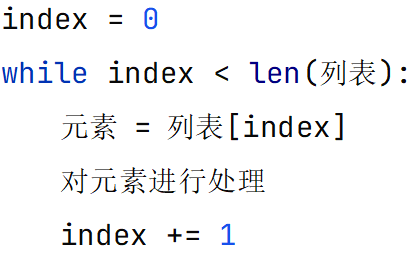 index = 0
while index < len(列表):
    元素 = 列表[index]
    对元素进行处理
    index += 1